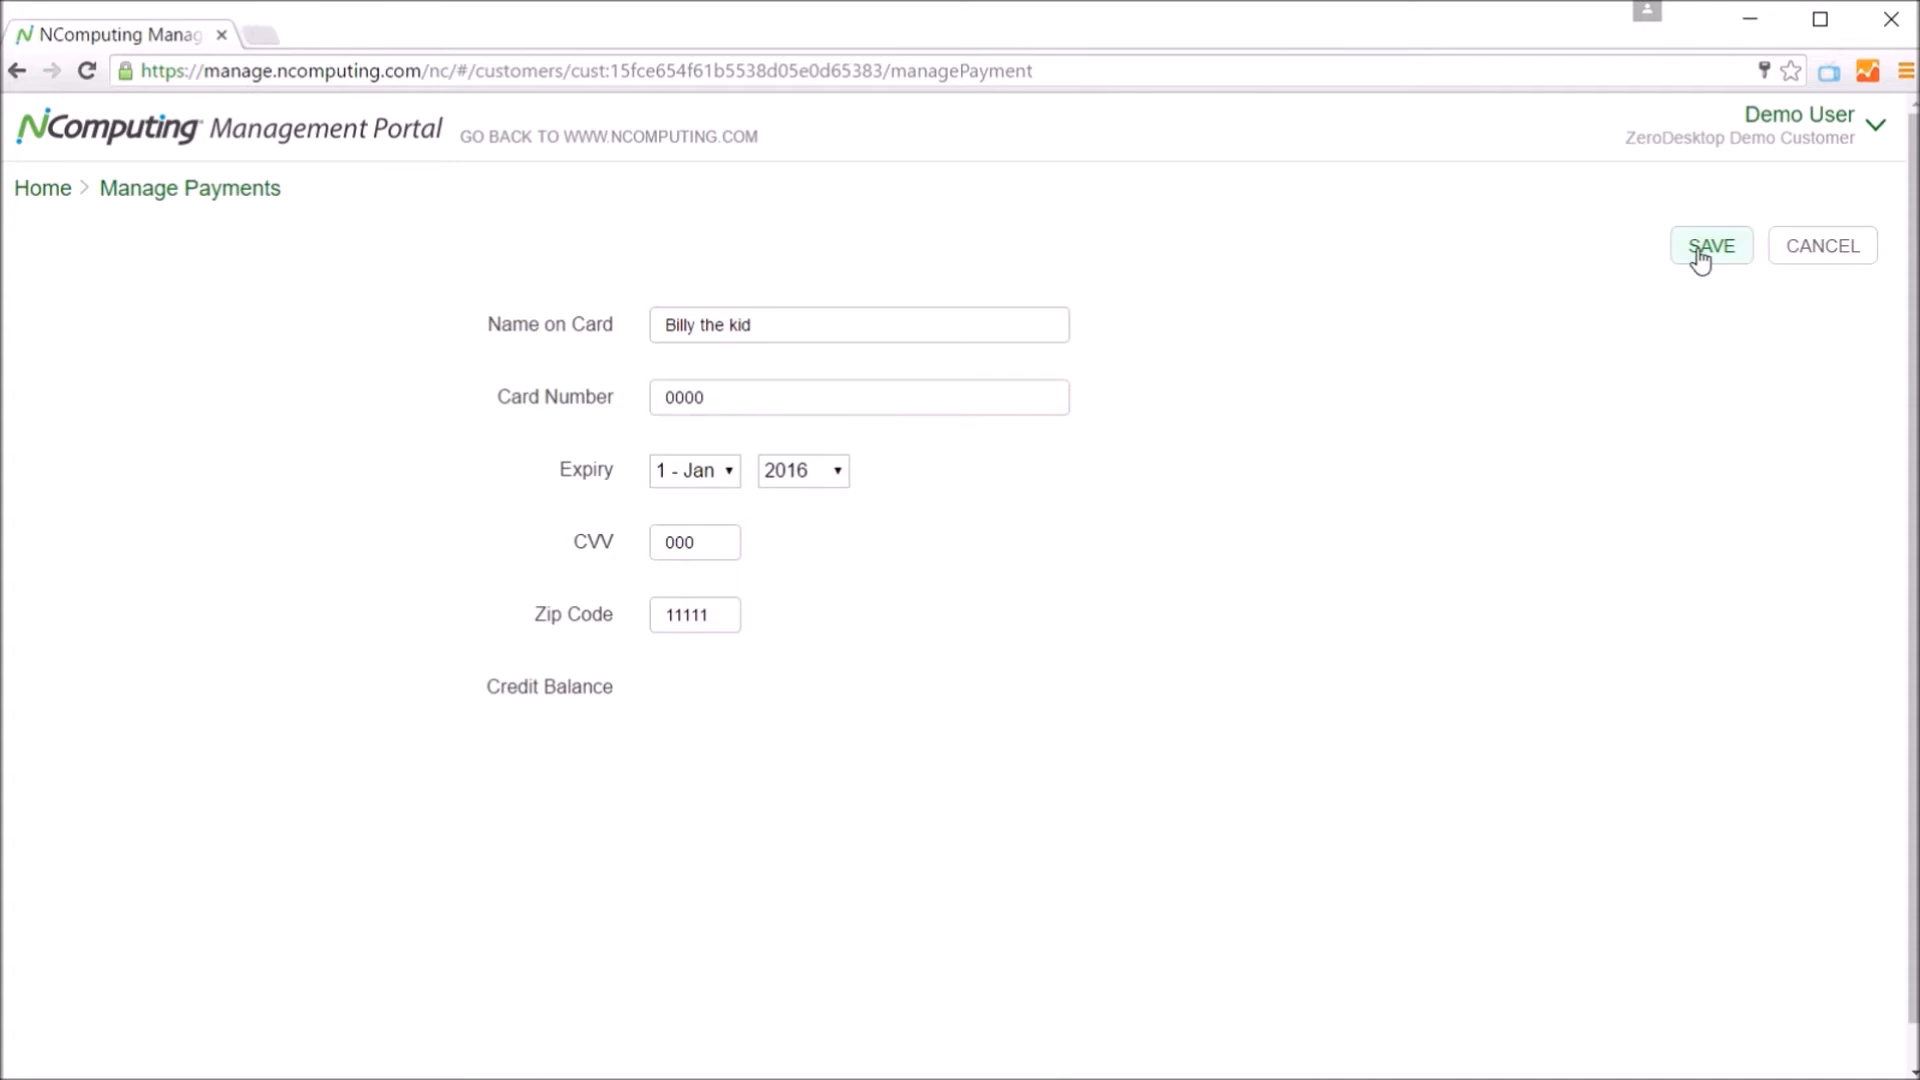 NComputing Manag
https://manage.ncomputing.com/nc/#/customers/cust:15fce654f61b5538d05e0d65383/managePayment
NComputing Management Portal GO BACK TO WWW.NCOMPUTING.COM
Demo User
ZeroDesktop Demo Customer
Home > Manage Payments
SAVE CANCEL
Name on Card Billy the kid
Card Number 0000
Expiry 1 - Jan 2016
CVV 000
Zip Code 11111
Credit Balance